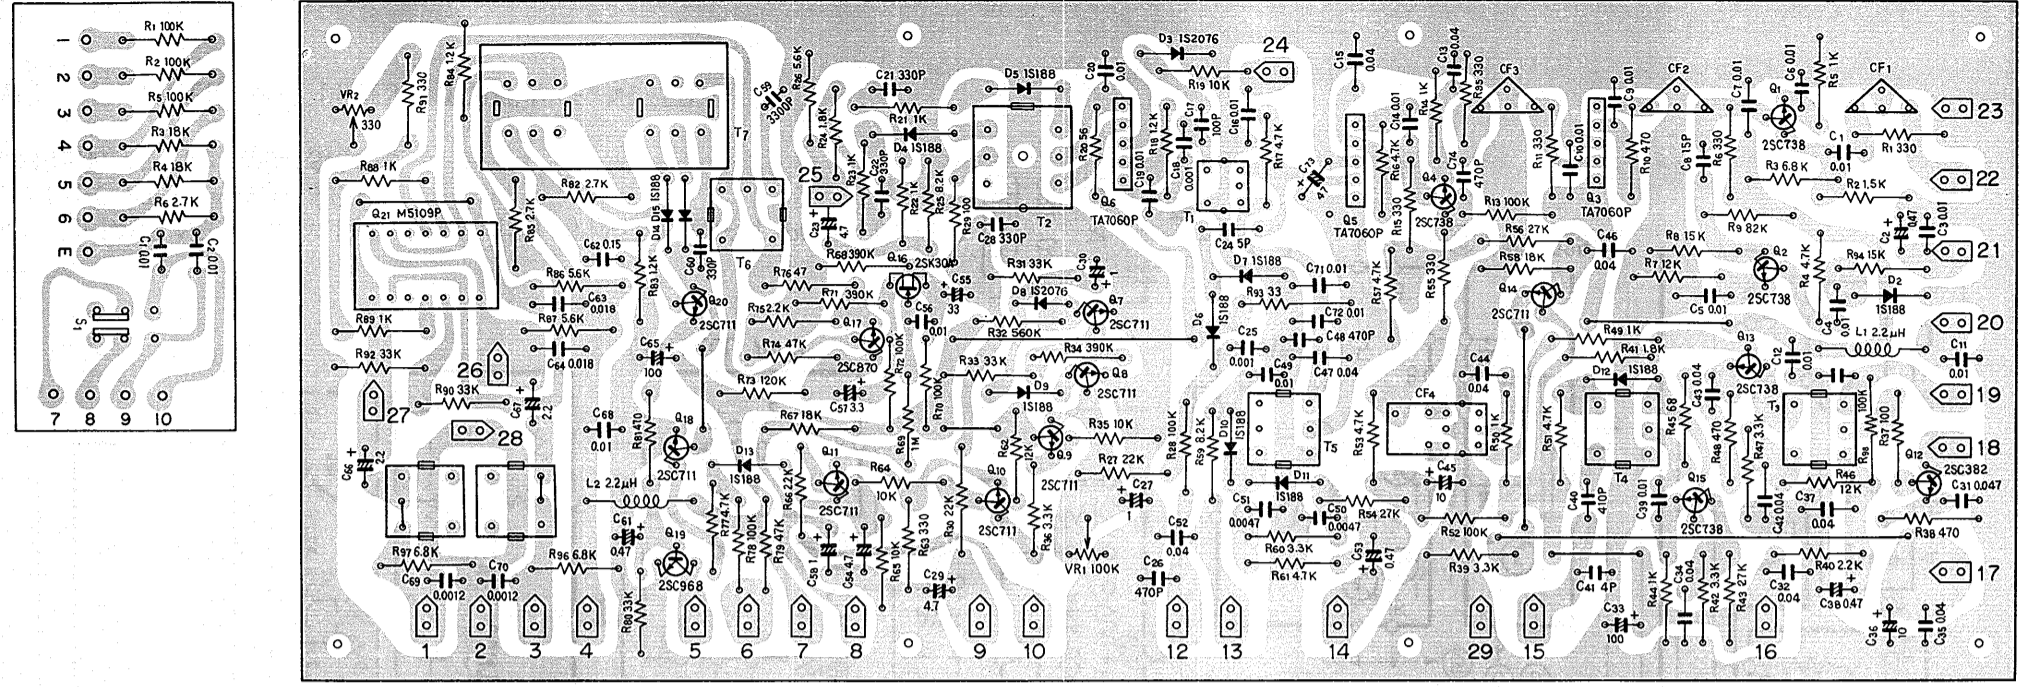 1
2
3
4
5
6
E
R1 100K
R2 100K
R5 100K
R3 18K
R4 18K
R6 2.7K
C1 0.01
C2 0.01
S1
7 8 9 10
VR2
330
R91 330
R84 1.2K
R88 1K
Q21 M5109P
R89 1K
R92 33K
26
27
R90 33K
28
C66 2.2
R97 6.8K
C69
0.0012
C70
0.0012
R85 2.7K
R82 2.7K
T7
C59
3300P
C62 0.15
R86 5.6K
C63
0.018
R87 5.6K
C64 0.018
C67 2.2
C68
0.01
L2 2.2μH
C61
0.47
R96 6.8K
R80 33K
D14
D15 1S188
R83 1.2K
C60
330P
T6
Q20
2SC711
C65
100
R81 470
Q18
2SC711
Q19
2SC968
R76 47
R71 390K
R75 2.2K
R74 47K
R73 120K
R67 18K
D13
1S188
R77 4.7K
R78 100K
R79 47K
R66 2.2K
Q11
2SC711
C58 1
C54 4.7
R64
10K
R65 10K
R63 330
C29
4.7
R26 5.6K
R24 1.8K
C21 330P
R21 1K
D4 1S188
R23 1K
C22
330P
25
C23
4.7
R22 1K
R25 8.2K
R29 100
R68 390K
Q16
2SK30A
C55
33
C56
0.01
Q17
2SC870
R72 100K
R70 100K
C57 3.3
R69
1M
D5 1S188
T2
C28 330P
R31 33K
D8 1S2076
R32 560K
C30
1
Q7
2SC711
R33 33K
R34 390K
Q8
2SC711
D9
1S188
R62
12K
Q9
2SC711
R35 10K
R27 22K
Q10
2SC711
R30 22K
R36 3.3K
C27
1
VR1 100K
C20
0.01
R20 56
C19 0.01
Q6
TA7060P
D3 1S2076
R19 10K
24
R18 1.2K
C17
100P
C18
0.001
C16 0.01
R17 4.7K
T1
C24 5P
D7 1S188
R93 33
D6
1S188
C25
0.001
C49
0.01
C71 0.01
C72 0.01
C48 470P
C47 0.04
R28 100K
R59 8.2K
D10
1S188
T5
D11
1S188
C51
0.0047
C50
0.0047
C52
0.04
R60 3.3K
R61 4.7K
C26
470P
C53
0.47
R54 27K
C15
0.04
C73
4.7
Q5
TA7060P
R16 4.7K
C14 0.01
R15 330
R14 1K
C13 0.04
R95 330
C74
470P
Q4
2SC738
R57 4.7K
R55 330
R53 4.7K
CF4
C44
0.04
C45
10
R50 1K
R52 100K
R39 3.3K
CF3
R11 330
C10 0.01
Q3
TA7060P
R13 100K
R56 27K
R58 18K
Q14
2SC711
C46
0.04
R49 1K
R41 1.8K
D12
1S188
R51 4.7K
T4
C40
410P
C39 0.01
C41 4P
C33
100
C9 0.01
CF2
R10 470
C8 15P
R6 330
C7 0.01
R9 82K
R8 15K
R7 12K
C5 0.01
Q2
2SC738
Q13
2SC738
C43 0.04
R45 68
R48 470
R47 3.3K
Q15
2SC738
C42 0.04
R44 1K
C34
0.04
R42 3.3K
R43 27K
Q1
2SC738
C6 0.01
R5 1K
CF1
R1 330
C1
0.01
R3 6.8K
R2 1.5K
C2
0.47
C3 0.01
R4 4.7K
R94 15K
D2
1S188
C4
0.01
L1 2.2μH
C12
0.01
C11
0.01
T3
100K
R98
R37 100
R46
12K
Q12
2SC382
C31 0.047
C37
0.04
R38 470
R40 2.2K
C32
0.04
C38 0.47
C36
10
C35 0.04
23
22
21
20
19
18
17
1 2 3 4 5 6 7 8 9 10 12 13 14 29 15 16